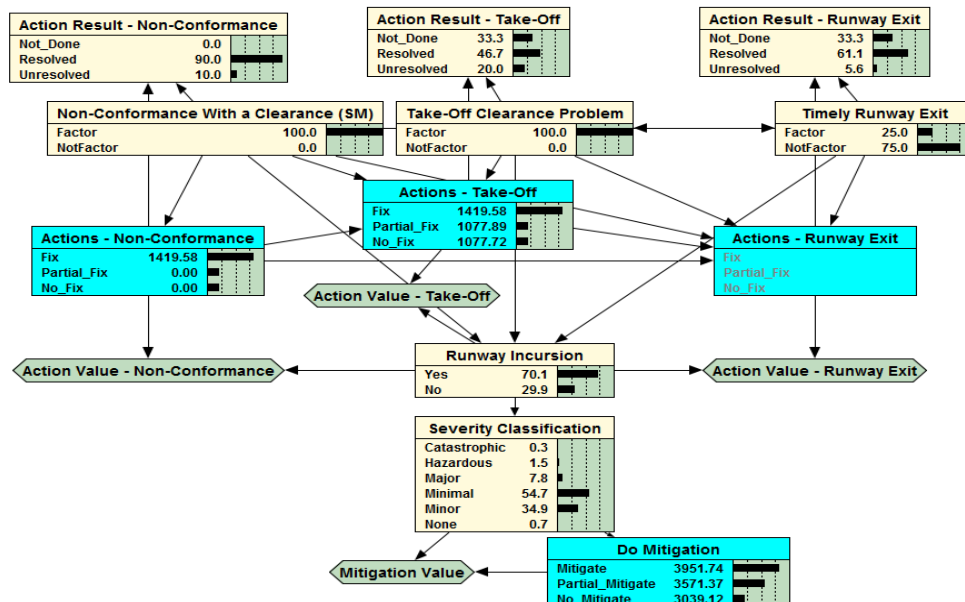 Action Result - Non-Conformance
Not_Done 0.0
Resolved 90.0
Unresolved 10.0
Action Result - Take-Off
Not_Done 33.3
Resolved 46.7
Unresolved 20.0
Action Result - Runway Exit
Not_Done 33.3
Resolved 61.1
Unresolved 5.6
Non-Conformance With a Clearance (SM)
Factor 100.0
NotFactor 0.0
Take-Off Clearance Problem
Factor 100.0
NotFactor 0.0
Timely Runway Exit
Factor 25.0
NotFactor 75.0
Actions - Take-Off
Fix 1419.58
Partial_Fix 1077.89
No_Fix 1077.72
Actions - Non-Conformance
Fix 1419.58
Partial_Fix 0.00
No_Fix 0.00
Actions - Runway Exit
Fix
Partial_Fix
No_Fix
Action Value - Take-Off
Runway Incursion
Yes 70.1
No 29.9
Action Value - Non-Conformance
Action Value - Runway Exit
Severity Classification
Catastrophic 0.3
Hazardous 1.5
Major 7.8
Minimal 54.7
Minor 34.9
None 0.7
Do Mitigation
Mitigate 3951.74
Partial_Mitigate 3571.37
No_Mitigate 3039.12
Mitigation Value